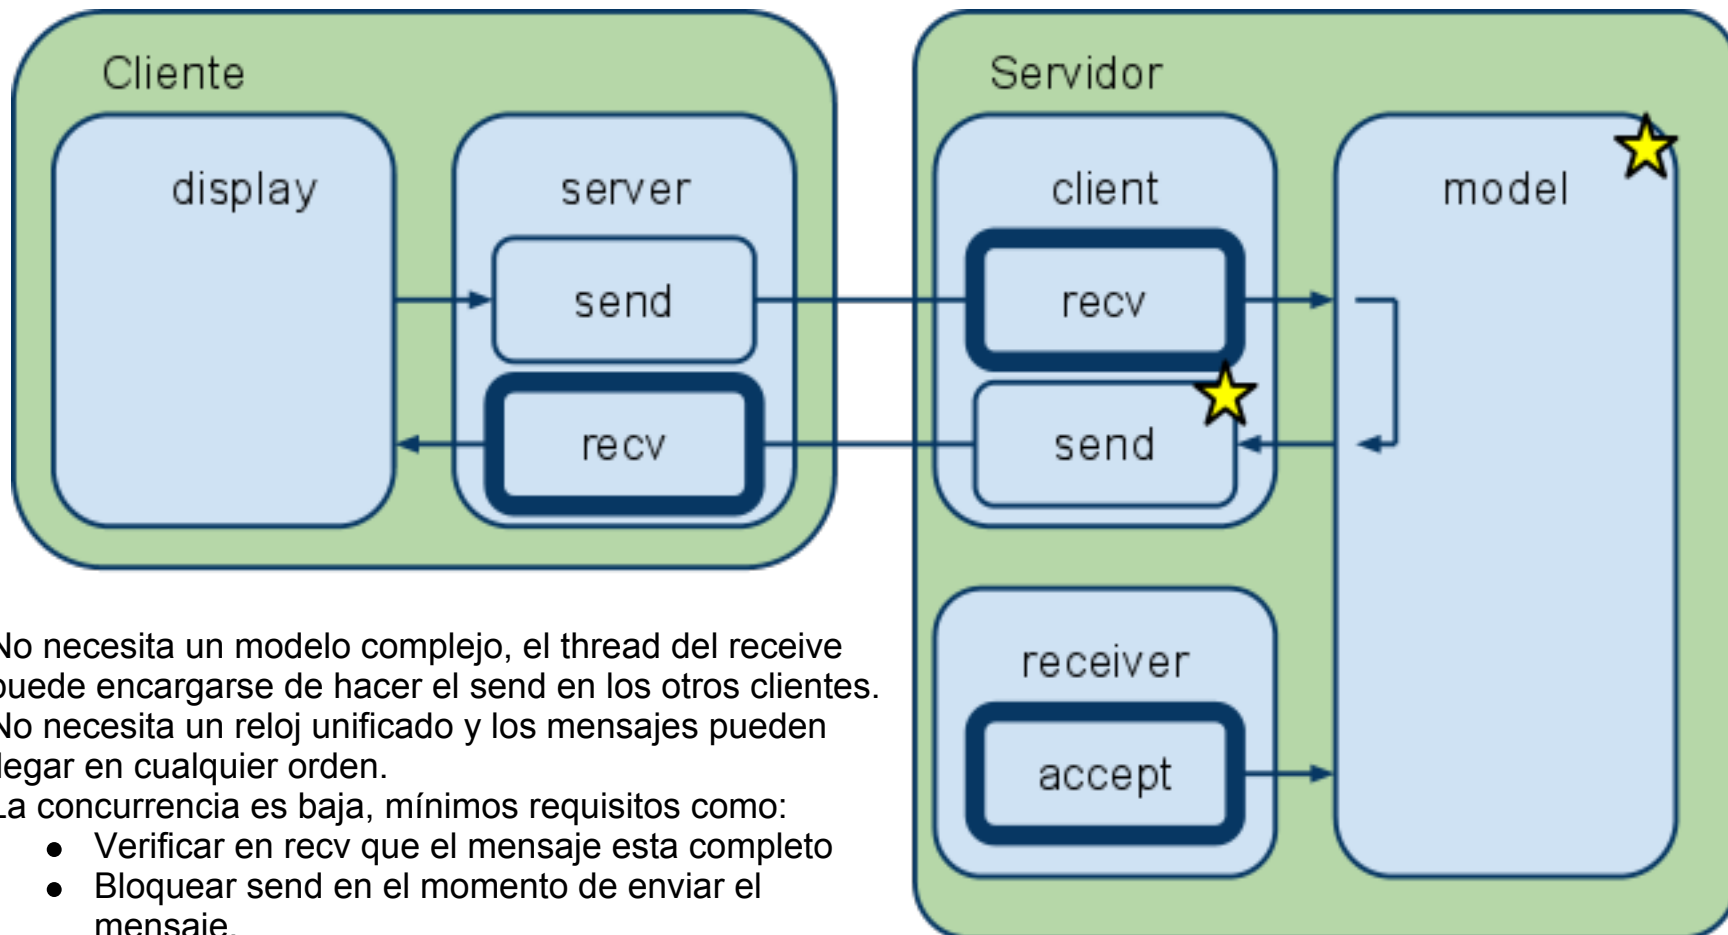 Cliente
display
server
send
recv
Servidor
client
recv
send
model
receiver
accept
No necesita un modelo complejo, el thread del receive
puede encargarse de hacer el send en los otros clientes.
No necesita un reloj unificado y los mensajes pueden
llegar en cualquier orden.
La concurrencia es baja, mínimos requisitos como:
● Verificar en recv que el mensaje esta completo
● Bloquear send en el momento de enviar el
mensaje.